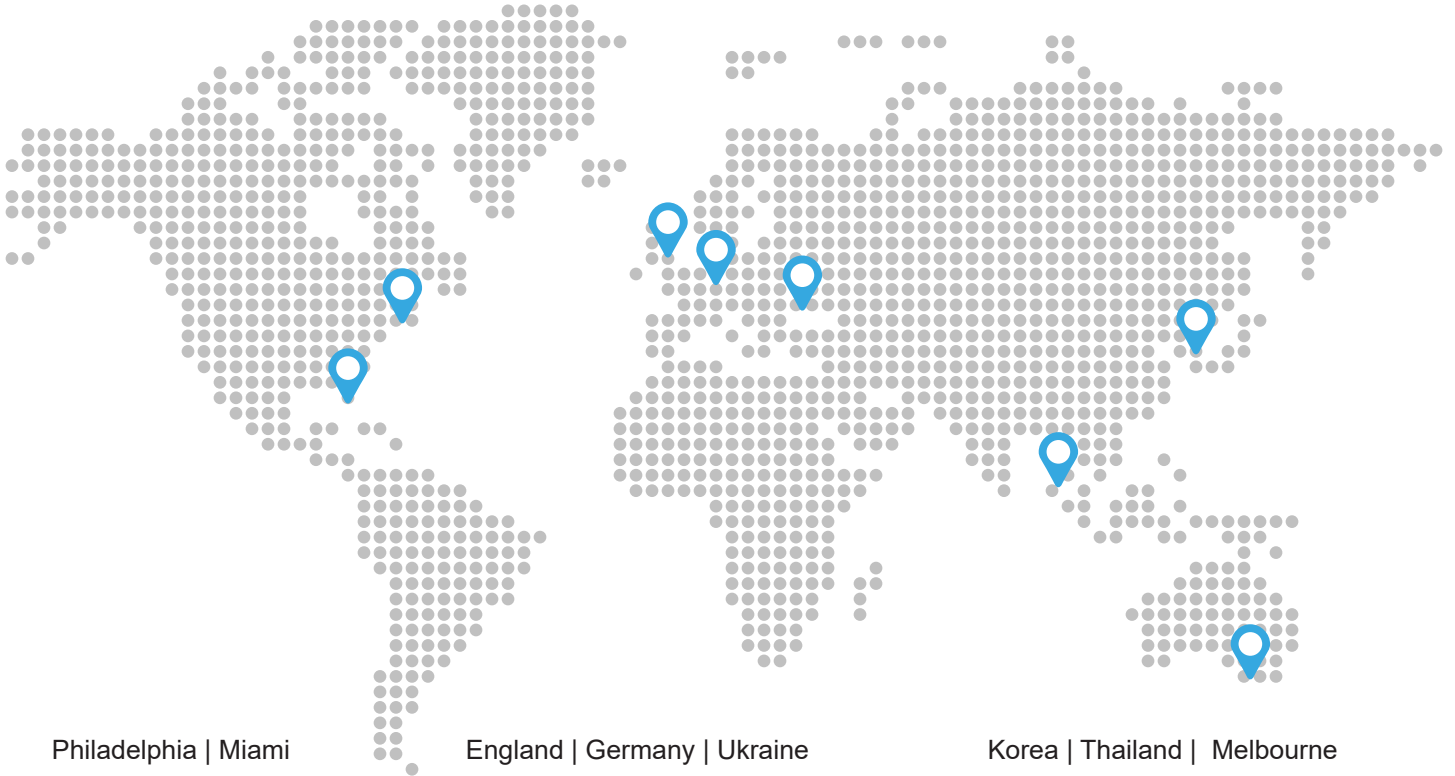 Philadelphia | Miami
England | Germany | Ukraine
Korea | Thailand | Melbourne